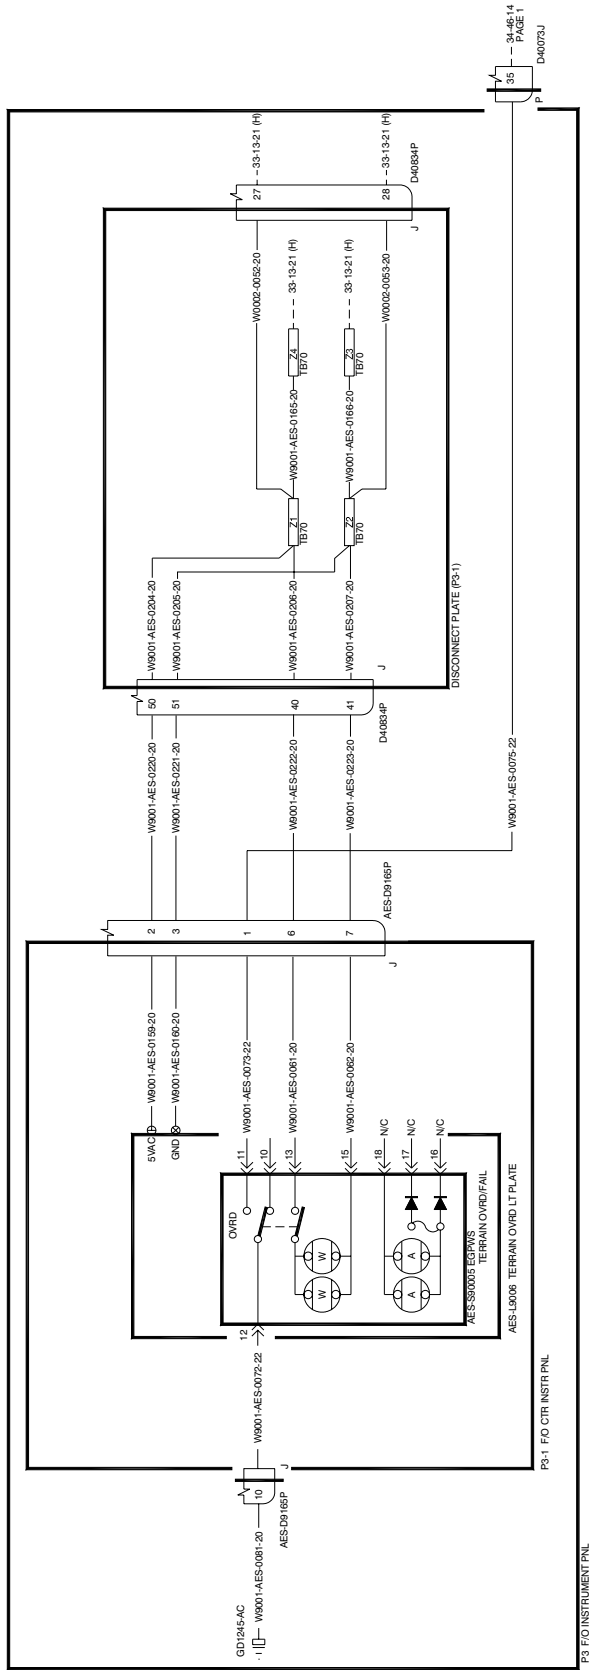 GD1245-AC
W9001-AES-0081-20
10
AES-D9165P
J
W9001-AES-0072-22
12
P3-1 F/O CTR INSTR PNL
P3 F/O INSTRUMENT PNL
5VAC
GND
OVRD
W
W
A
A
11
10
13
15
18
17
16
N/C
N/C
N/C
AES-S90005 EGPWS
TERRAIN OVRD/FAIL
AES-L9006 TERRAIN OVRD LT PLATE
W9001-AES-0159-20
W9001-AES-0160-20
W9001-AES-0073-22
W9001-AES-0061-20
W9001-AES-0062-20
2
3
1
6
7
J
AES-D9165P
W9001-AES-0220-20
W9001-AES-0221-20
W9001-AES-0222-20
W9001-AES-0223-20
W9001-AES-0075-22
50
51
40
41
D40834P
J
W9001-AES-0204-20
W9001-AES-0205-20
W9001-AES-0206-20
W9001-AES-0207-20
DISCONNECT PLATE (P3-1)
Z1
TB70
Z2
TB70
W9001-AES-0165-20
W9001-AES-0166-20
Z4
TB70
Z3
TB70
33-13-21 (H)
33-13-21 (H)
W0002-0052-20
W0002-0053-20
27
28
J
D40834P
33-13-21 (H)
33-13-21 (H)
P
35
D40073J
34-46-14
PAGE 1